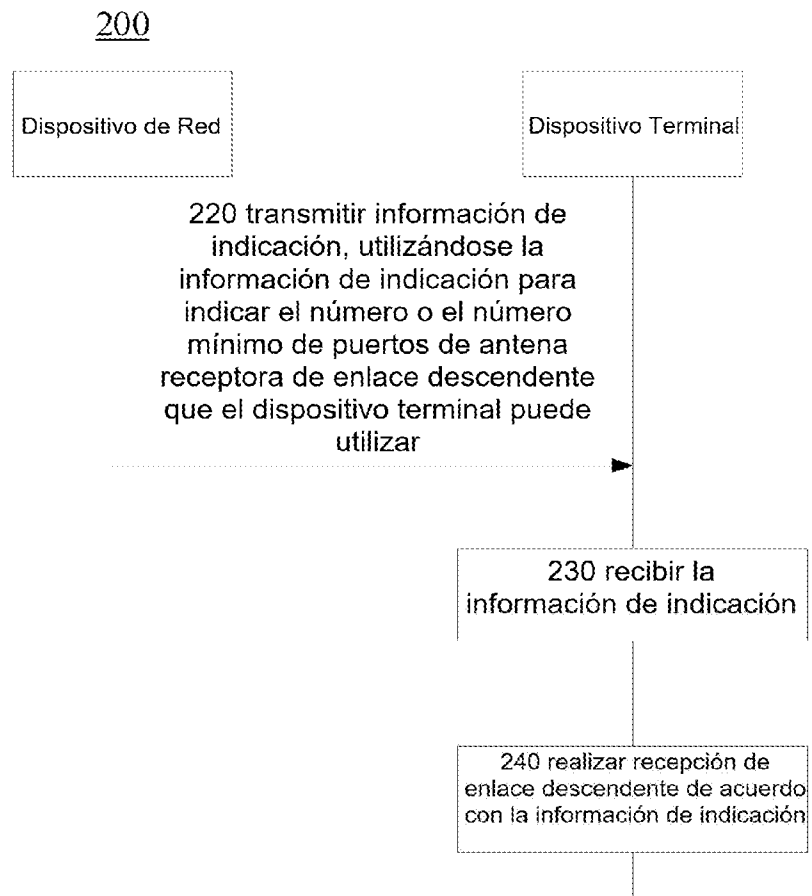 200
Dispositivo de Red
Dispositivo Terminal
220 transmitir información de
indicación, utilizándose la
información de indicación para
indicar el número o el número
mínimo de puertos de antena
receptora de enlace descendente
que el dispositivo terminal puede
utilizar
230 recibir la
información de indicación
240 realizar recepción de
enlace descendente de acuerdo
con la información de indicación